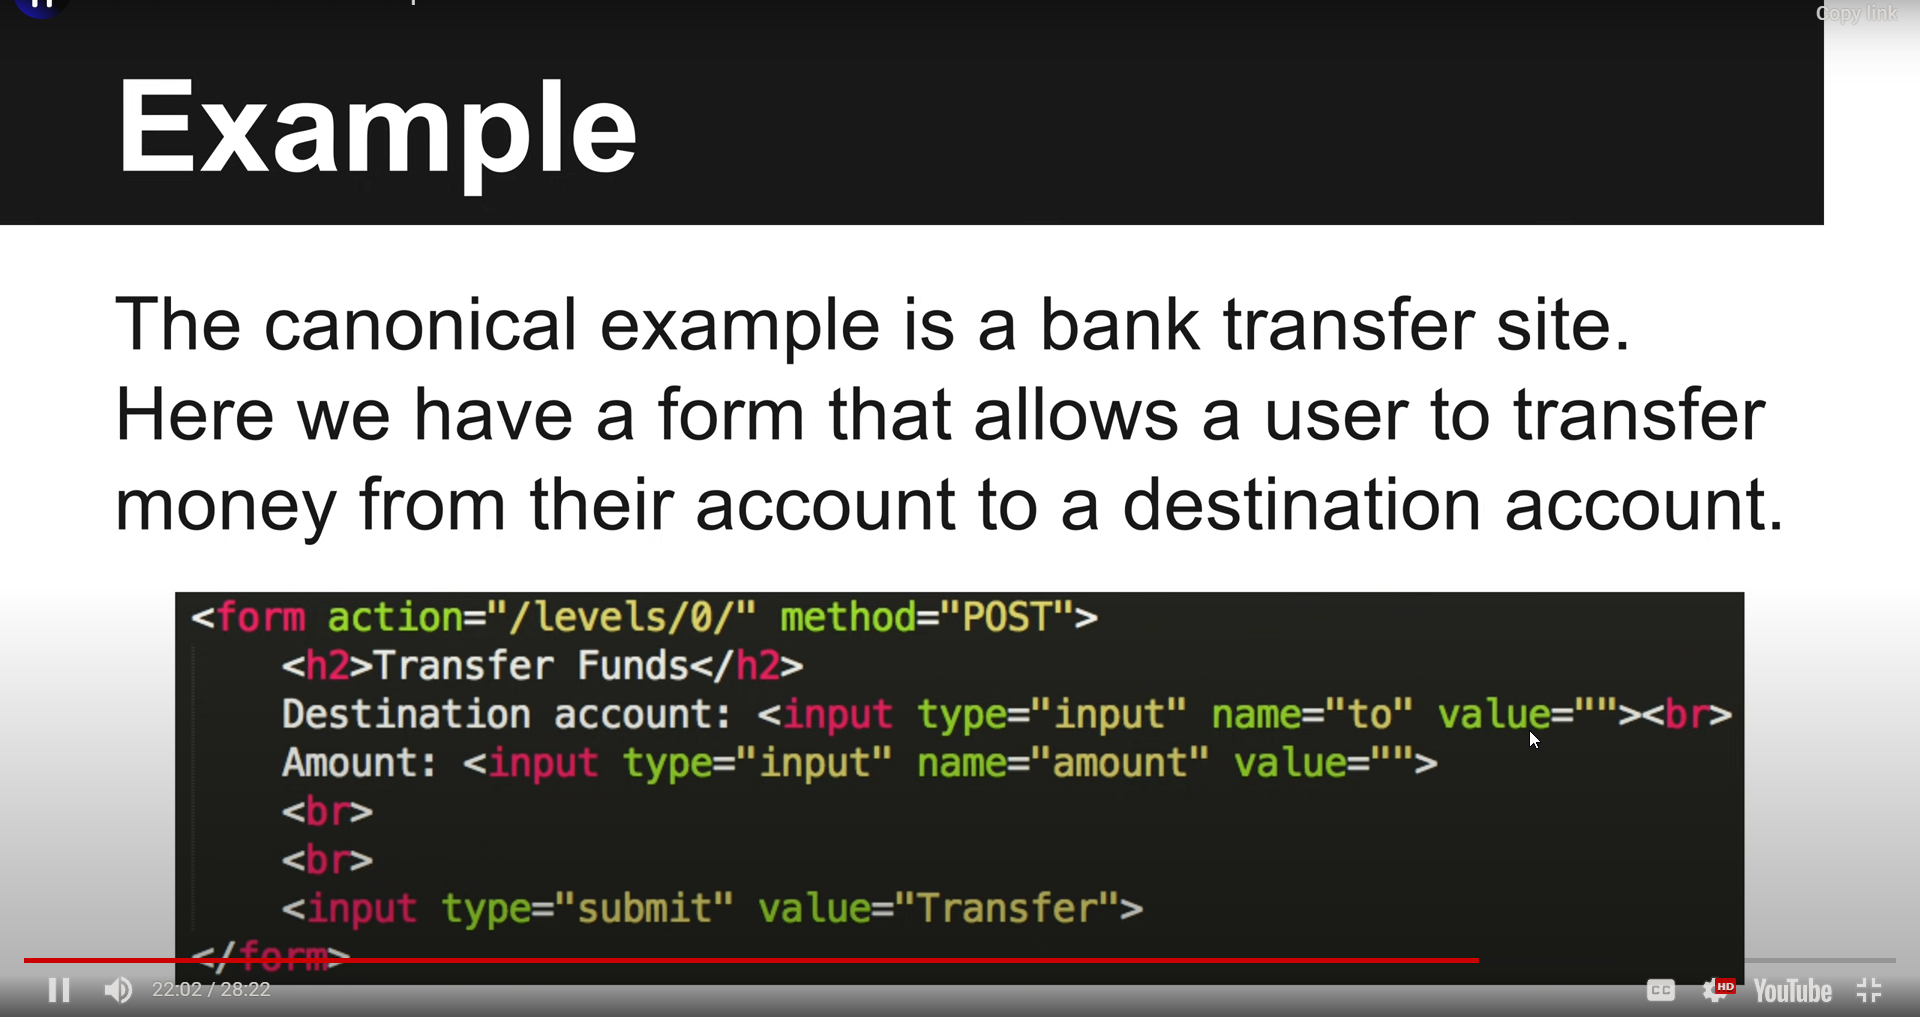 Copy link
Example
The canonical example is a bank transfer site.
Here we have a form that allows a user to transfer
money from their account to a destination account.
<form action="/levels/0/" method="POST">
<h2>Transfer Funds</h2>
Destination account: <input type="input" name="to" value=""><br>
Amount: <input type="input" name="amount" value="">
<br>
<br>
<input type="submit" value="Transfer">
</form>
22:02 / 28:22
CC
HD
YouTube